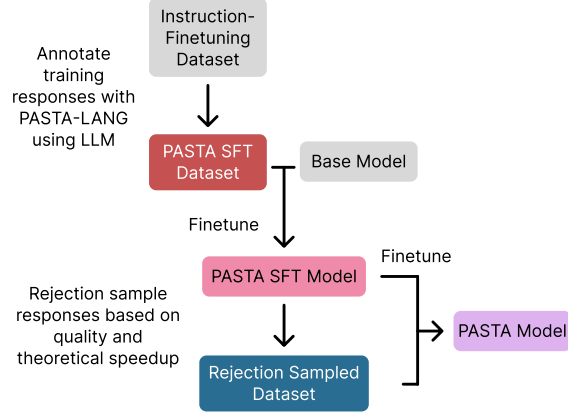 Instruction-
Finetuning
Dataset
Annotate
training
responses with
PASTA-LANG
using LLM
PASTA SFT
Dataset
Base Model
Finetune
PASTA SFT Model
Finetune
Rejection sample
responses based on
quality and
theoretical speedup
PASTA Model
Rejection Sampled
Dataset